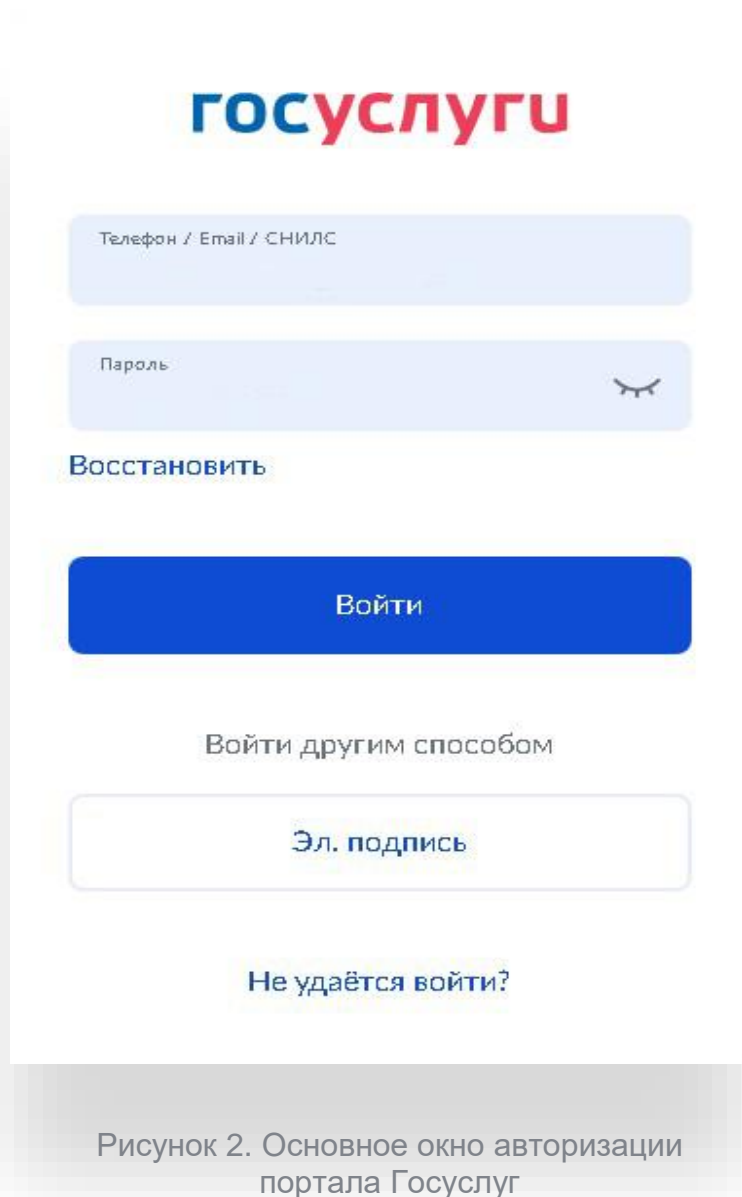 госуслуги
Телефон / Email / СНИЛС
Пароль
Восстановить
Войти
Войти другим способом
Эл. подпись
Не удаётся войти?
Рисунок 2. Основное окно авторизации
портала Госуслуг